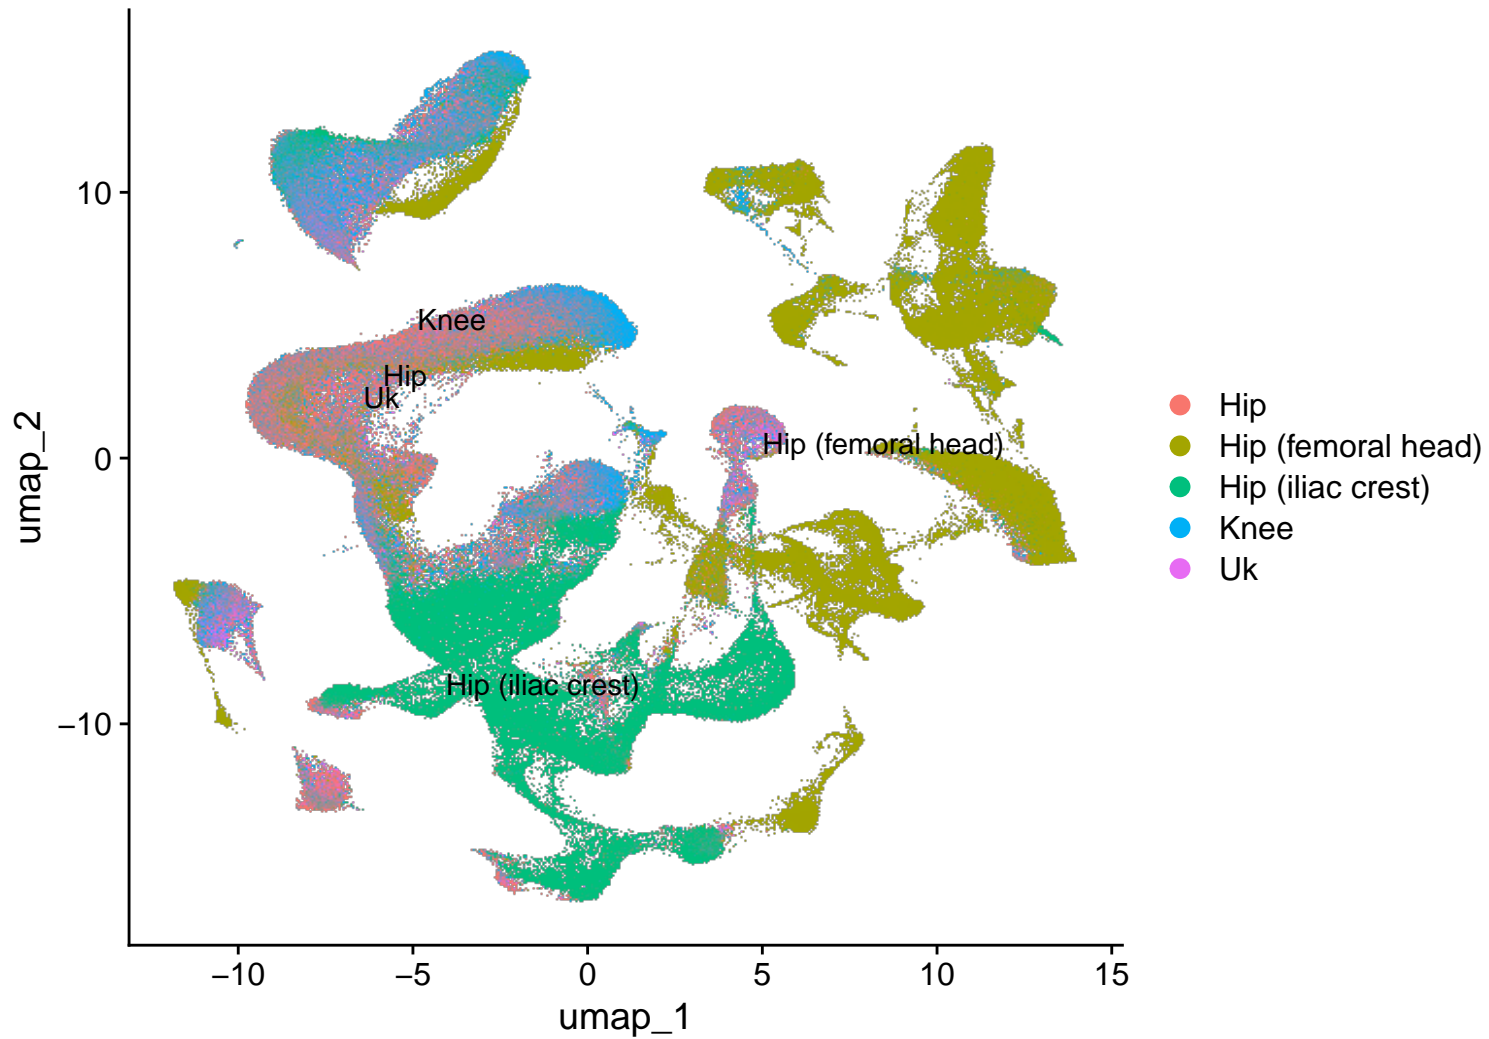 10
0
−10
umap_2
Knee
Hip
Uk
Hip (femoral head)
Hip (iliac crest)
−10
−5
0
5
10
15
umap_1
Hip
Hip (femoral head)
Hip (iliac crest)
Knee
Uk